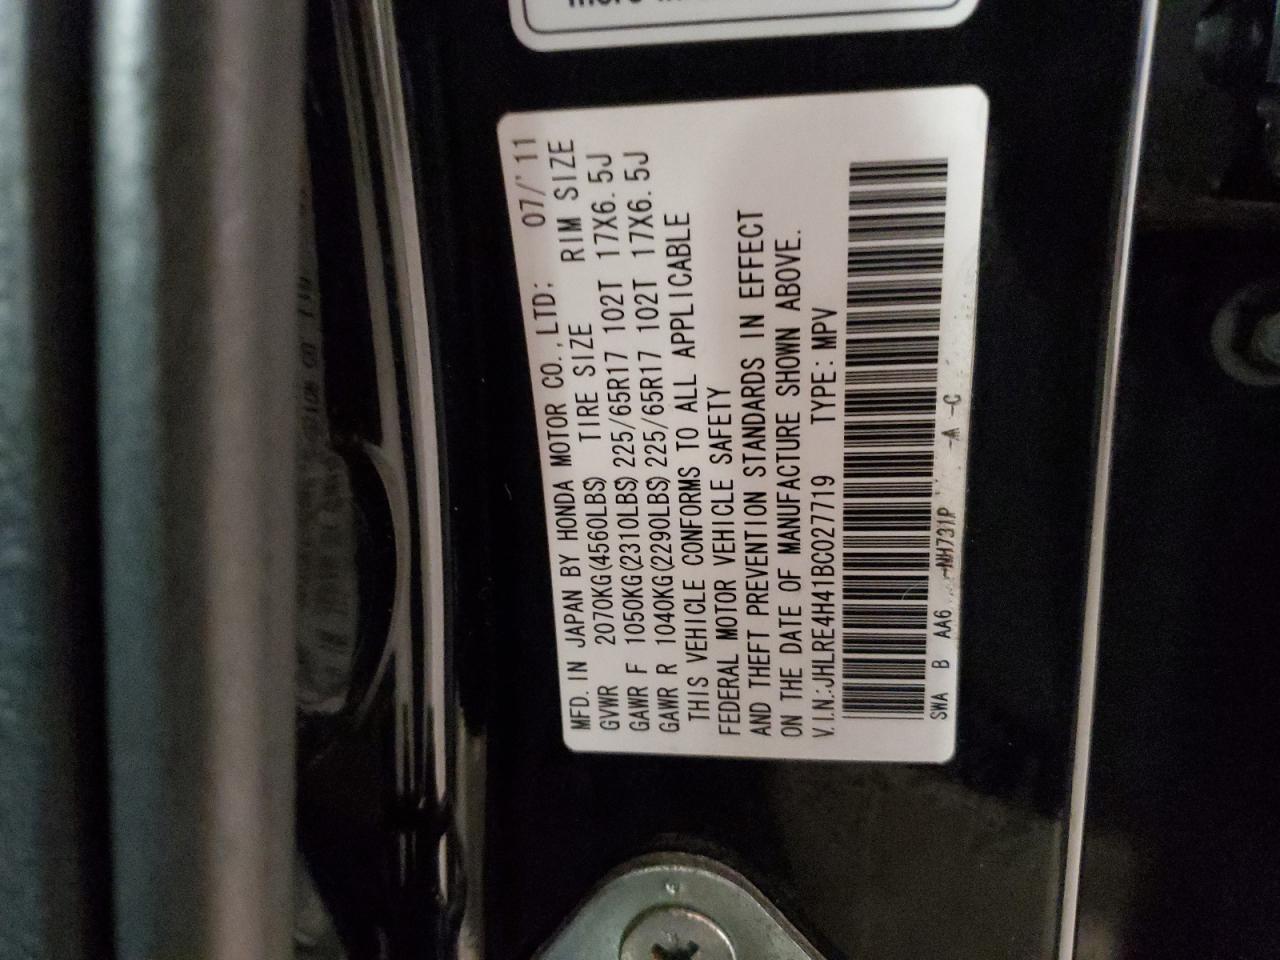 MFD. IN JAPAN BY HONDA MOTOR CO.,LTD: 07/'11
GVWR 2070KG(4560LBS) TIRE SIZE RIM SIZE
GAWR F 1050KG(2310LBS) 225/65R17 102T 17X6.5J
GAWR R 1040KG(2290LBS) 225/65R17 102T 17X6.5J
THIS VEHICLE CONFORMS TO ALL APPLICABLE
FEDERAL MOTOR VEHICLE SAFETY
AND THEFT PREVENTION STANDARDS IN EFFECT
ON THE DATE OF MANUFACTURE SHOWN ABOVE.
V.I.N.:JHLRE4H41BC027719 TYPE:MPV
SWA B AA6 -NH731P -A -C